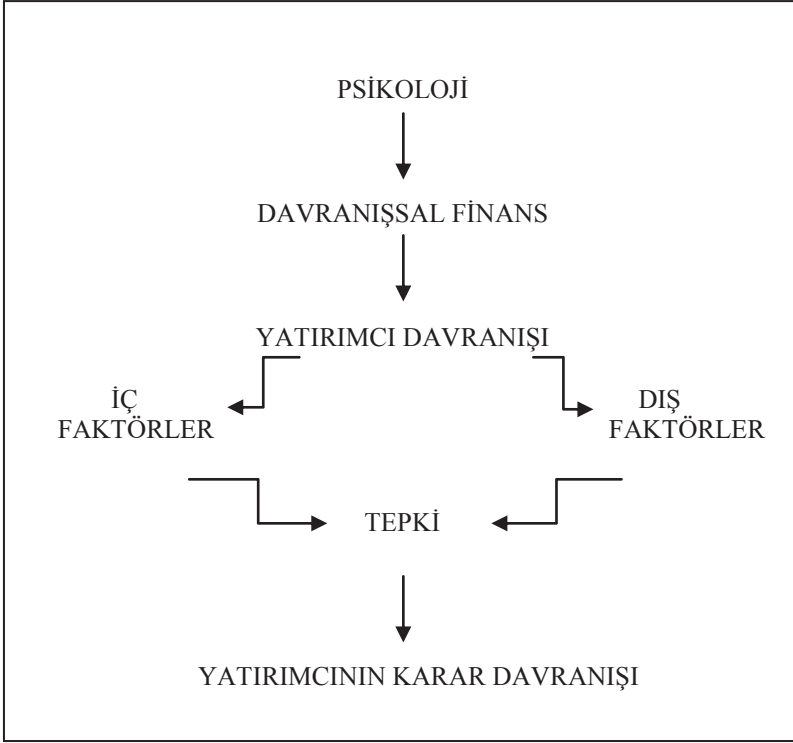 PSİKOLOJİ
DAVRANIŞSAL FİNANS
YATIRIMCI DAVRANIŞI
İÇ
FAKTÖRLER
DIŞ
FAKTÖRLER
TEPKİ
YATIRIMCININ KARAR DAVRANIŞI